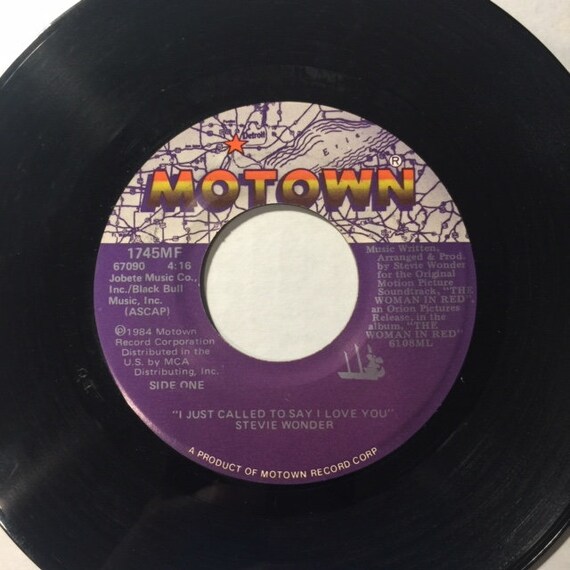 Detroit
Erie
MOTOWN®
1745MF
67090 4:16
Jobete Music Co.,
Inc./Black Bull
Music, Inc.
(ASCAP)
℗1984 Motown
Record Corporation
Distributed in the
U.S. by MCA
Distributing, Inc.
SIDE ONE
Music Written,
Arranged & Prod.
by Stevie Wonder
for the Original
Motion Picture
Soundtrack, "THE
WOMAN IN RED",
an Orion Pictures
Release, in the
album, "THE
WOMAN IN RED"
6108ML
"I JUST CALLED TO SAY I LOVE YOU"
STEVIE WONDER
A PRODUCT OF MOTOWN RECORD CORP